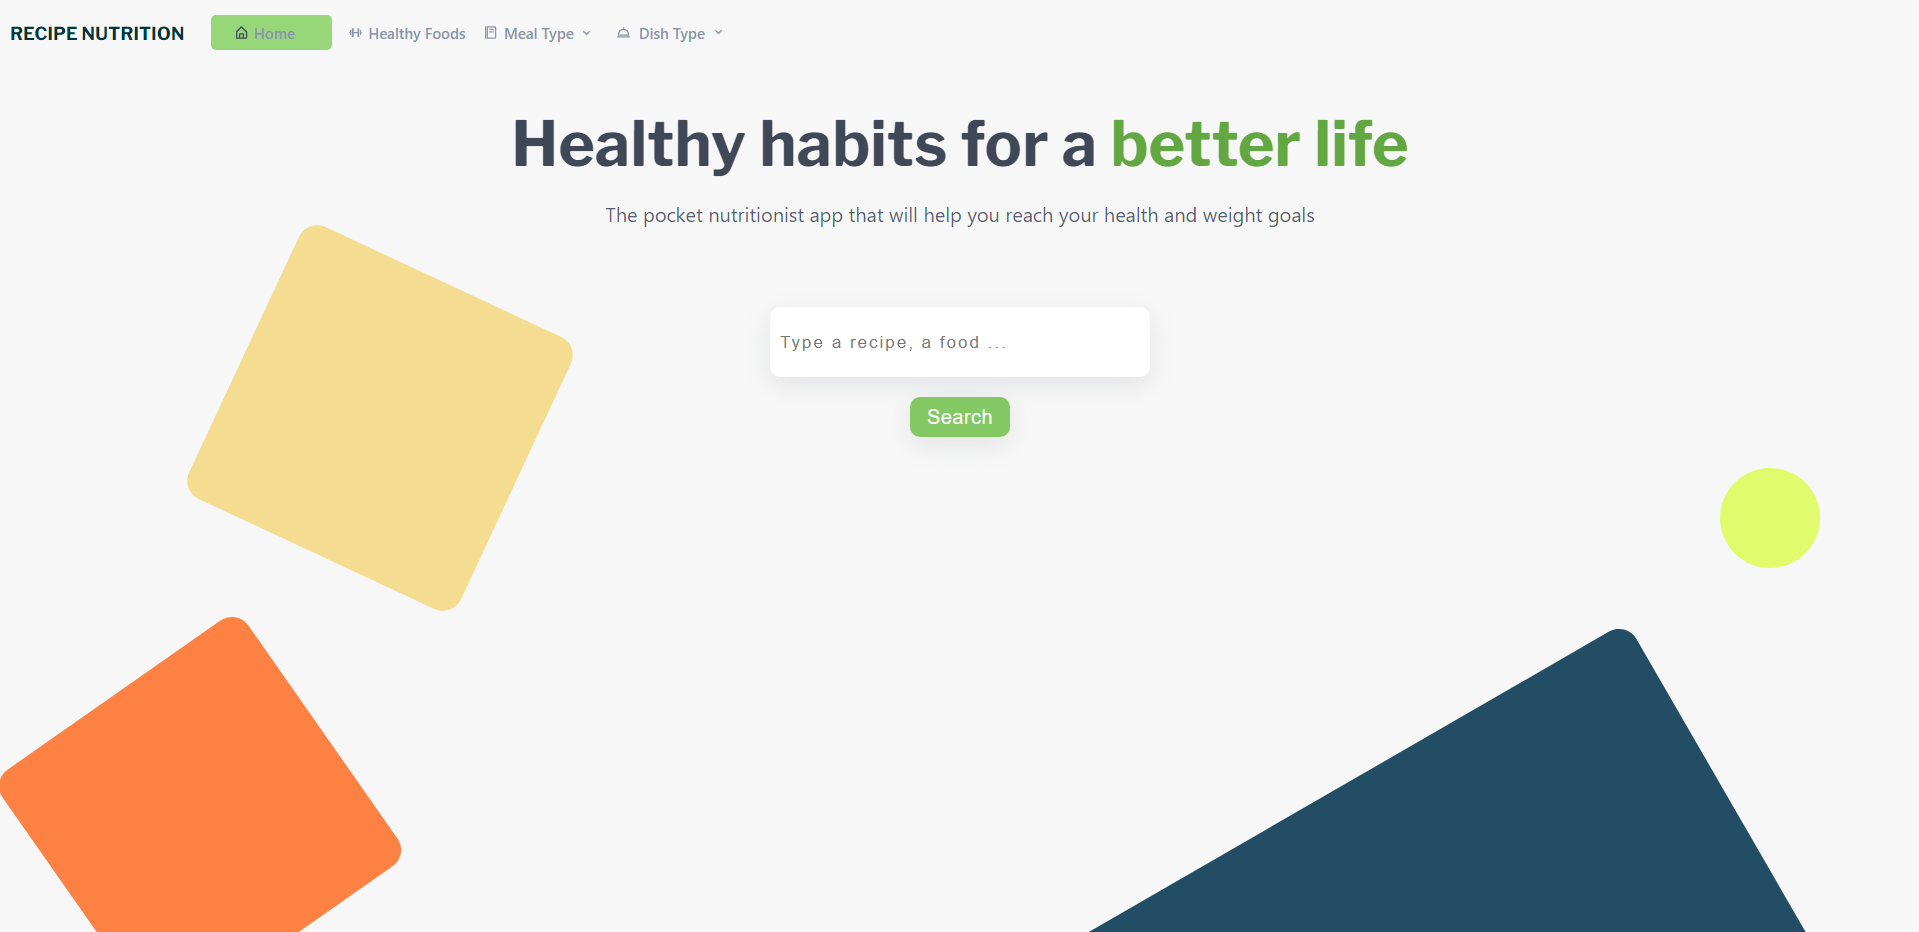 RECIPE NUTRITION Home Healthy Foods Meal Type Dish Type
Healthy habits for a better life
The pocket nutritionist app that will help you reach your health and weight goals
Type a recipe, a food ...
Search